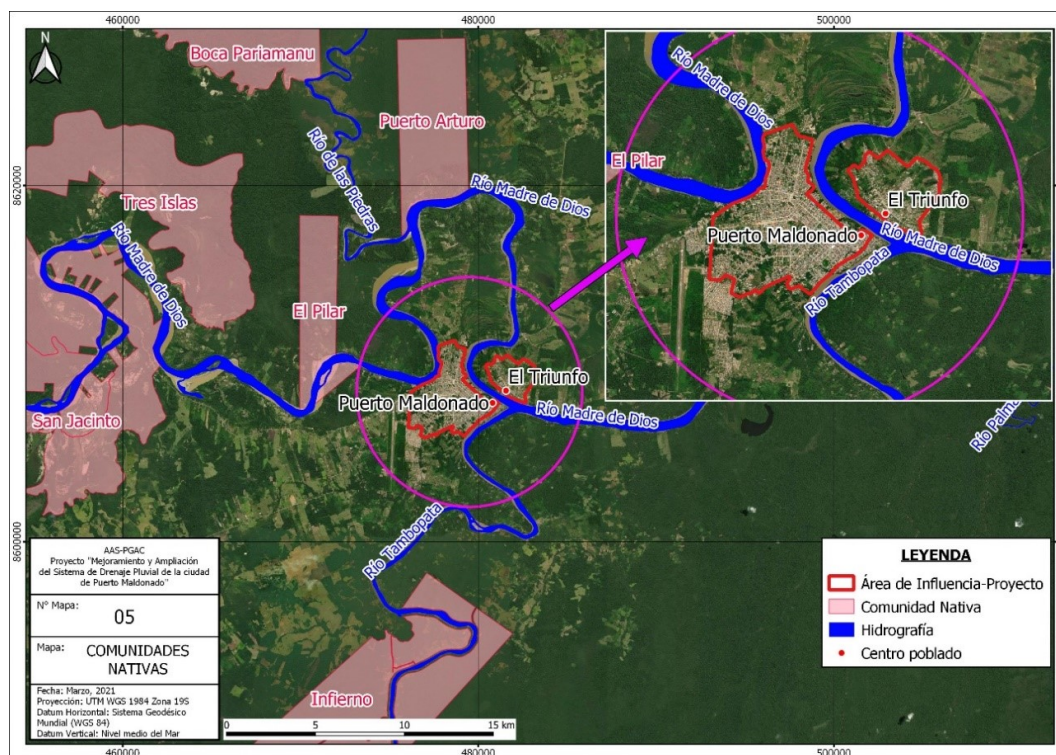 460000
480000
500000
8620000
8600000
N
Boca Pariamanu
Puerto Arturo
Río de las Piedras
Río Madre de Dios
Tres Islas
Río Madre de Dios
El Pilar
San Jacinto
El Triunfo
Puerto Maldonado
Río Madre de Dios
Río Tambopata
Infierno
Río Madre de Dios
El Pilar
El Triunfo
Puerto Maldonado
Río Madre de Dios
Río Tambopata
Río Palma
8620000
8600000
AAS-PGAC
Proyecto "Mejoramiento y Ampliación
del Sistema de Drenaje Pluvial de la ciudad
de Puerto Maldonado"
N° Mapa:
05
Mapa:
COMUNIDADES
NATIVAS
Fecha: Marzo, 2021
Proyección: UTM WGS 1984 Zona 19S
Datum Horizontal: Sistema Geodésico
Mundial (WGS 84)
Datum Vertical: Nivel medio del Mar
0 5 10 15 km
LEYENDA
Área de Influencia-Proyecto
Comunidad Nativa
Hidrografía
Centro poblado
460000
480000
500000